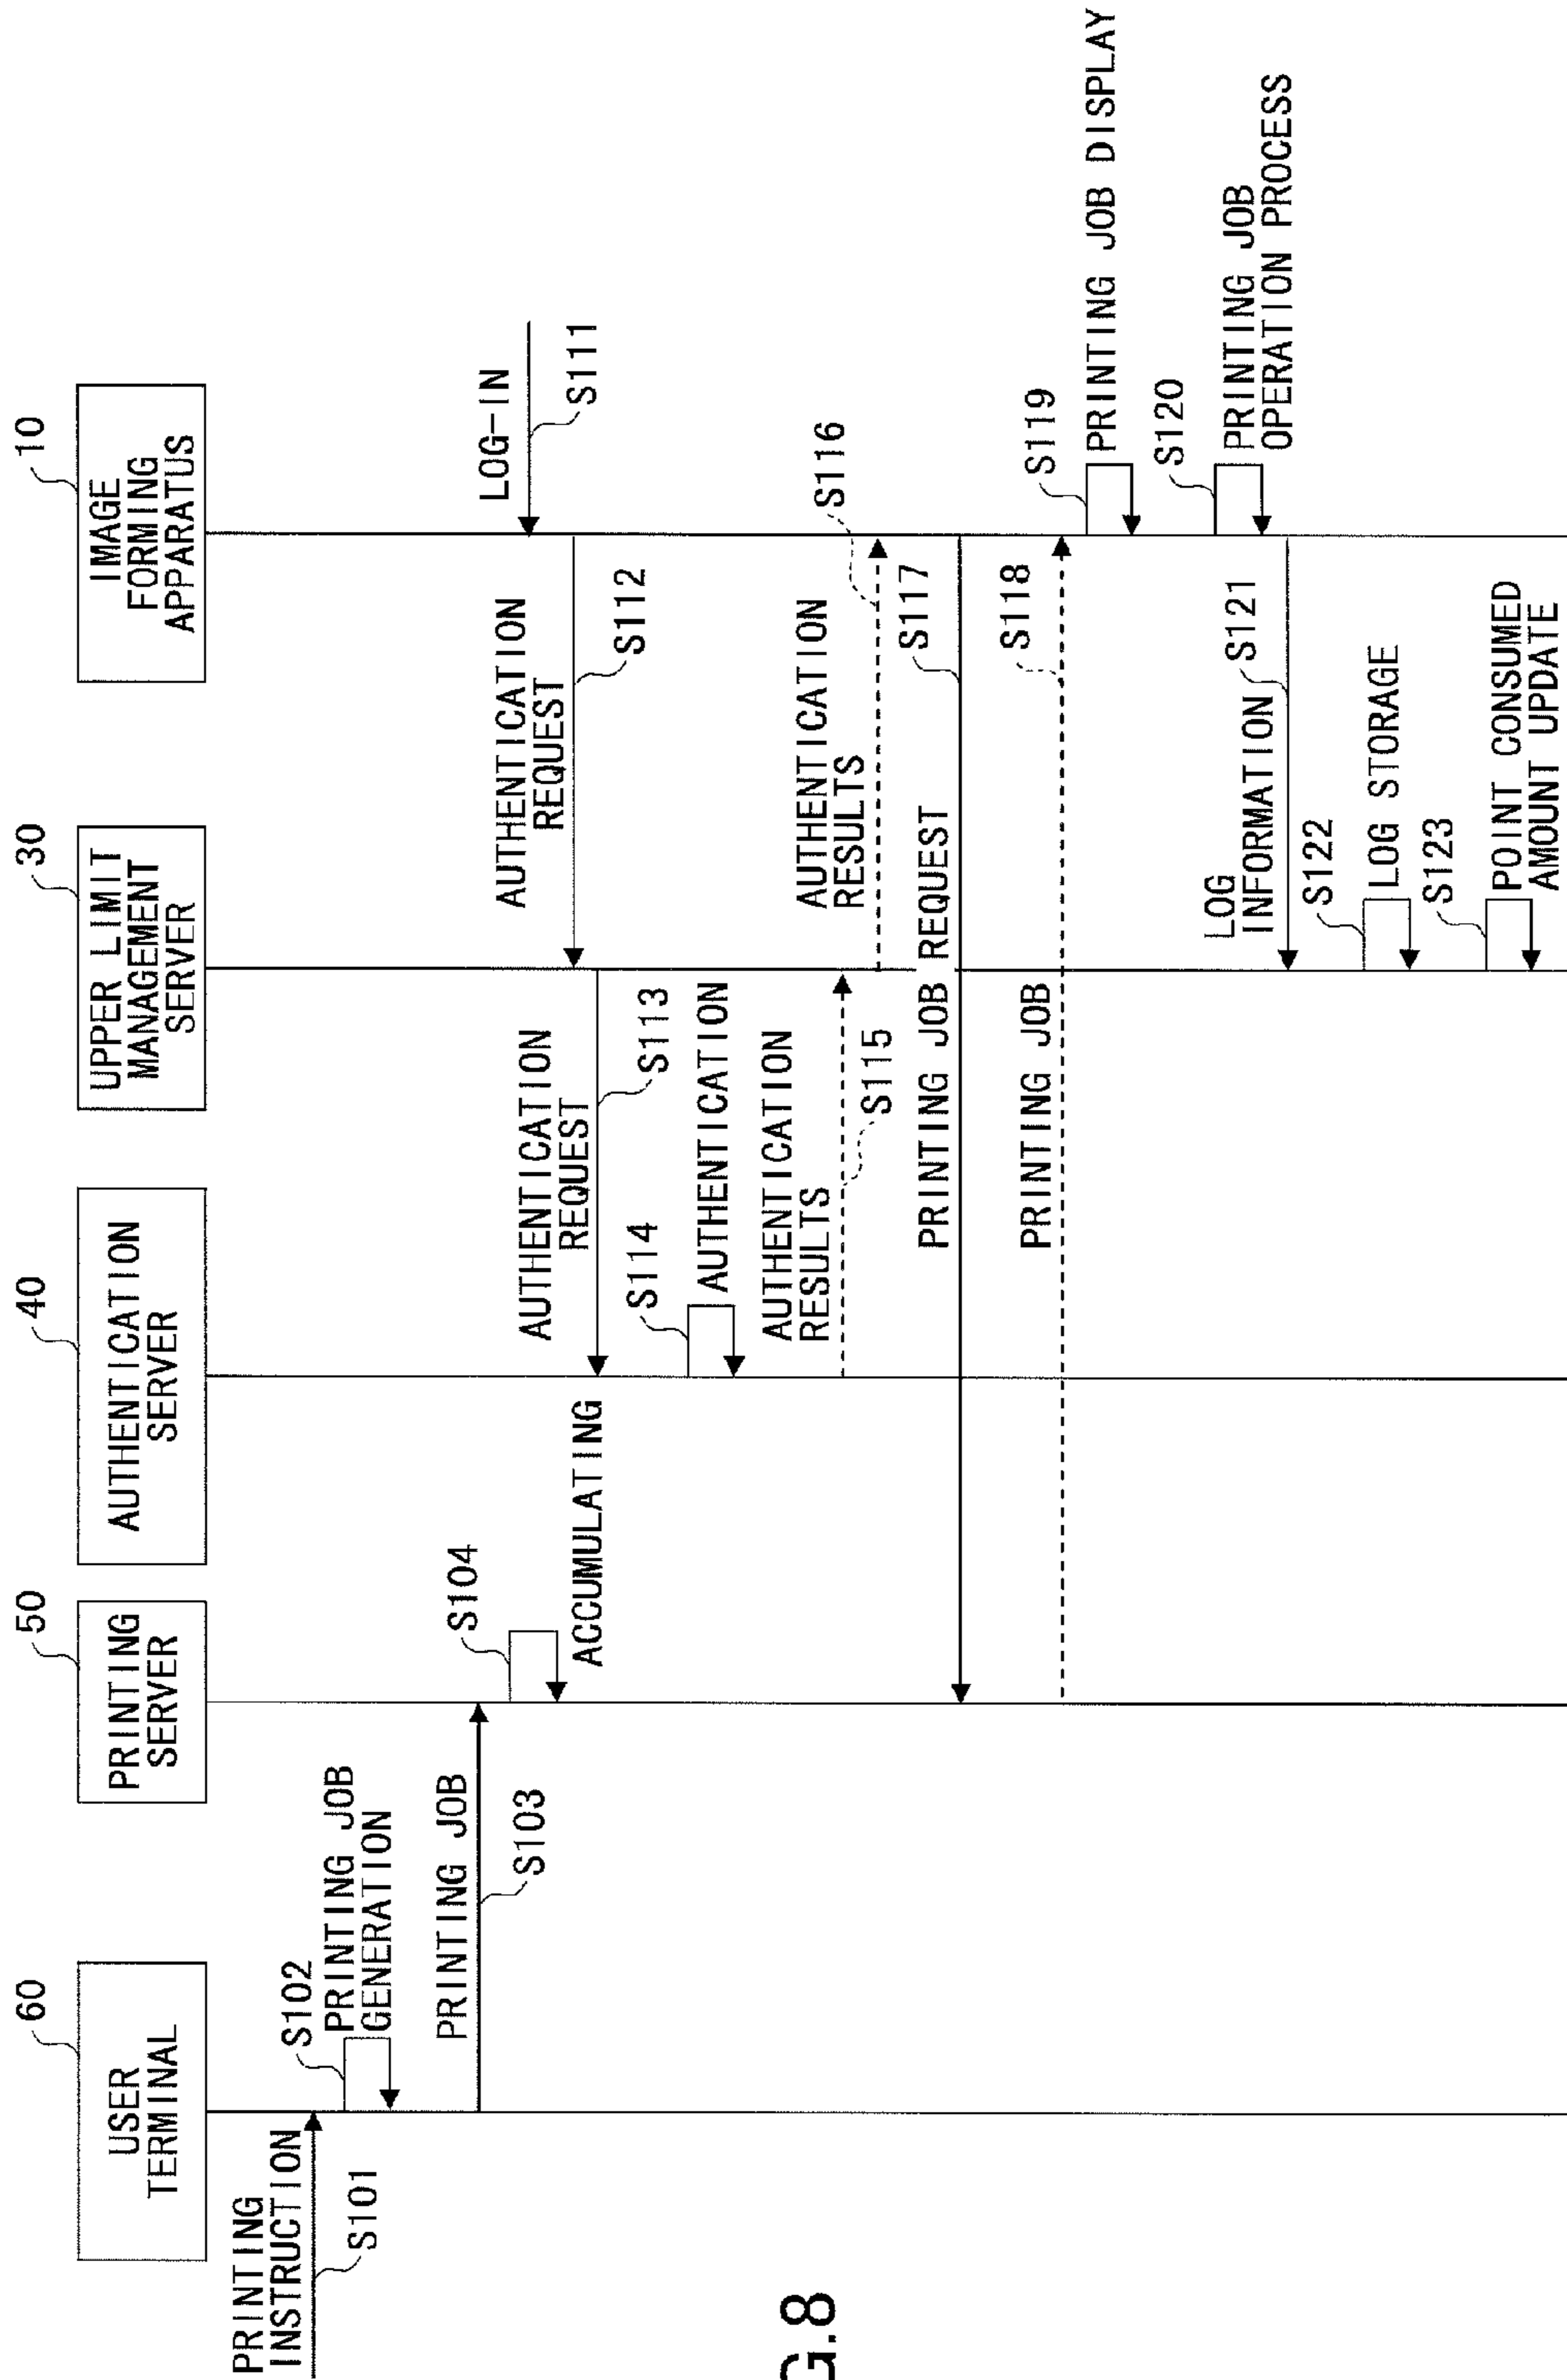 60
USER
TERMINAL
50
PRINTING
SERVER
40
AUTHENTICATION
SERVER
30
UPPER LIMIT
MANAGEMENT
SERVER
10
IMAGE
FORMING
APPARATUS
PRINTING
INSTRUCTION
S101
S102
PRINTING JOB
GENERATION
PRINTING JOB
S103
S104
ACCUMULATING
LOG-IN
S111
AUTHENTICATION
REQUEST
S112
AUTHENTICATION
REQUEST
S113
S114
AUTHENTICATION
AUTHENTICATION
RESULTS
S115
AUTHENTICATION
RESULTS
S116
PRINTING JOB REQUEST
S117
PRINTING JOB
S118
S119
PRINTING JOB DISPLAY
S120
PRINTING JOB
OPERATION PROCESS
LOG
INFORMATION
S121
S122
LOG STORAGE
S123
POINT CONSUMED
AMOUNT UPDATE
G.8